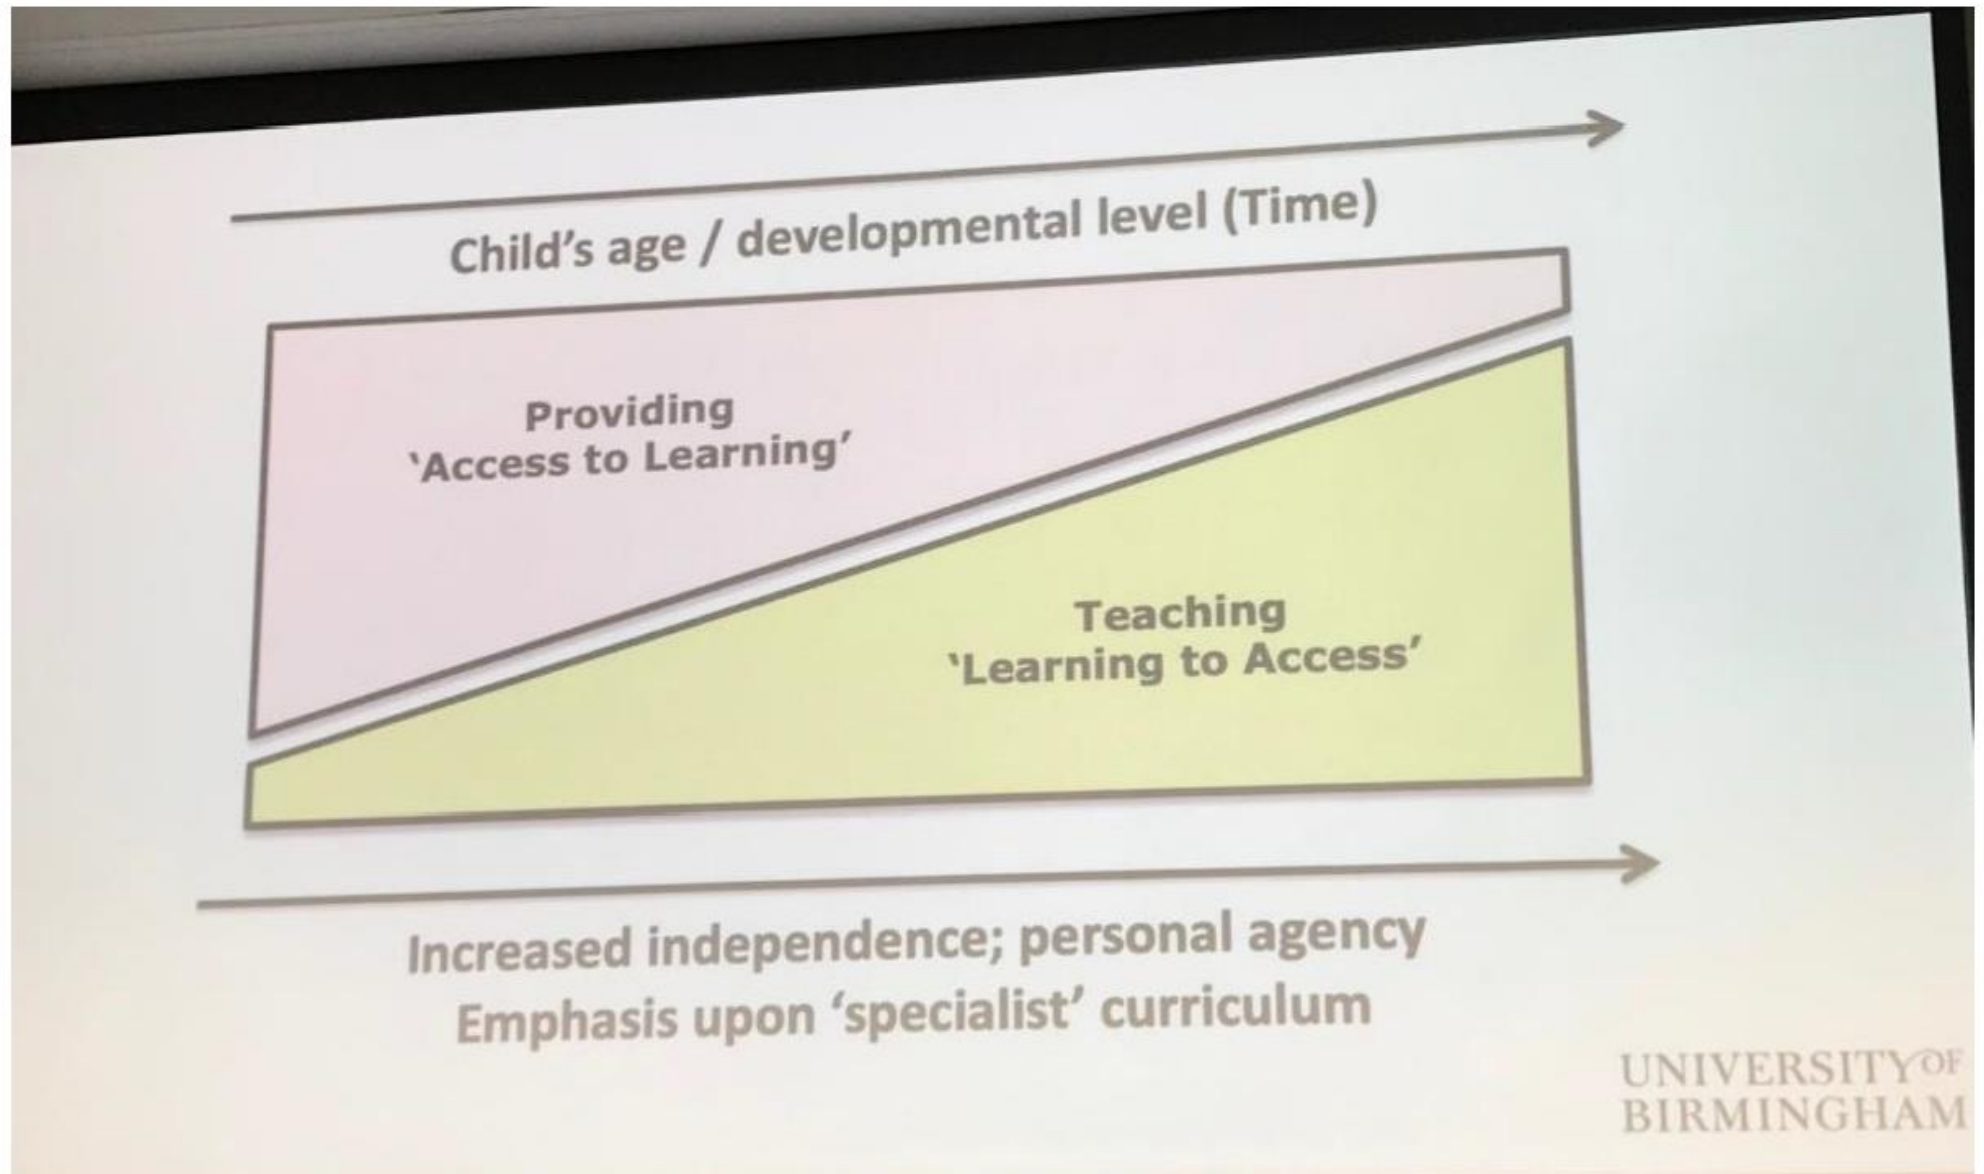 Child's age / developmental level (Time)
Providing
‘Access to Learning’
Teaching
‘Learning to Access’
Increased independence; personal agency
Emphasis upon ‘specialist’ curriculum
UNIVERSITY OF
BIRMINGHAM